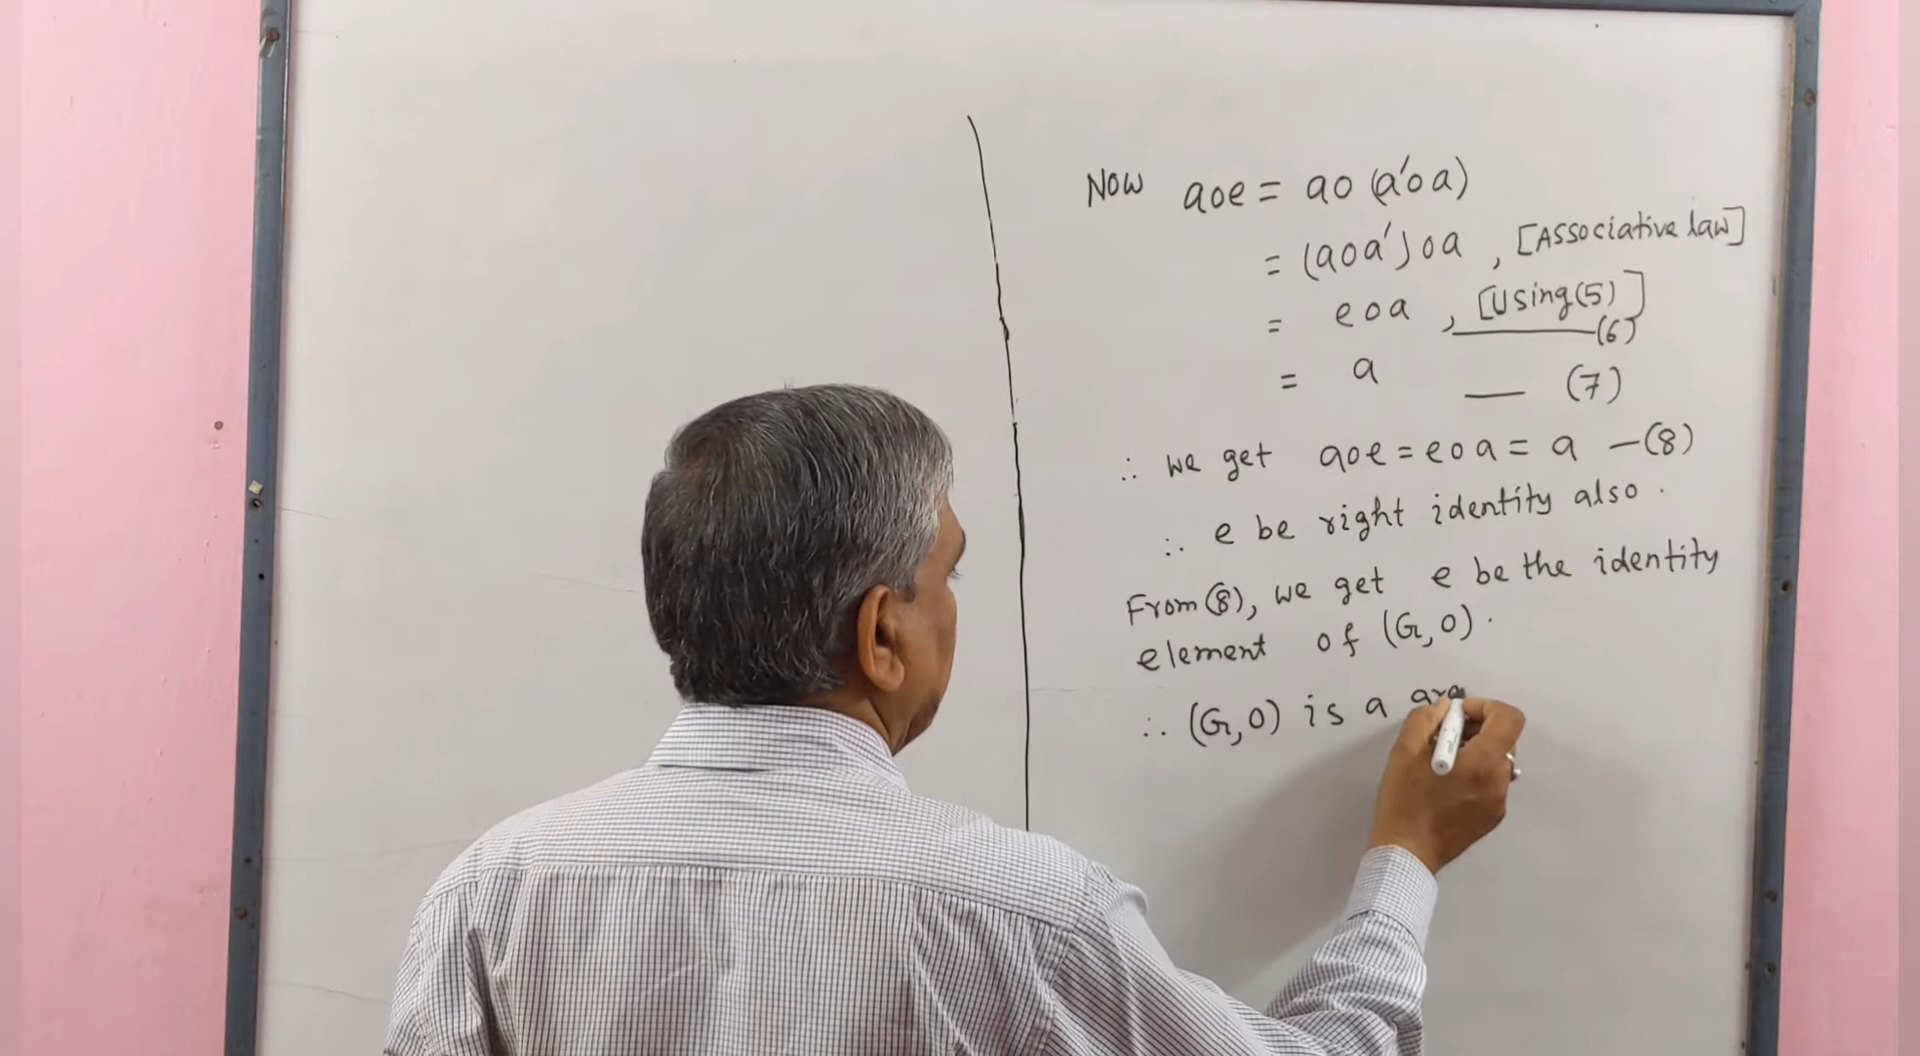 Now aoe = ao (a'oa)
= (aoa') oa , [Associative law]
= eoa , [Using(5)]
—(6)
= a — (7)
∴ we get aoe = eoa = a —(8)
∴ e be right identity also .
From (8), we get e be the identity
element of (G,O) .
∴ (G,O) is a